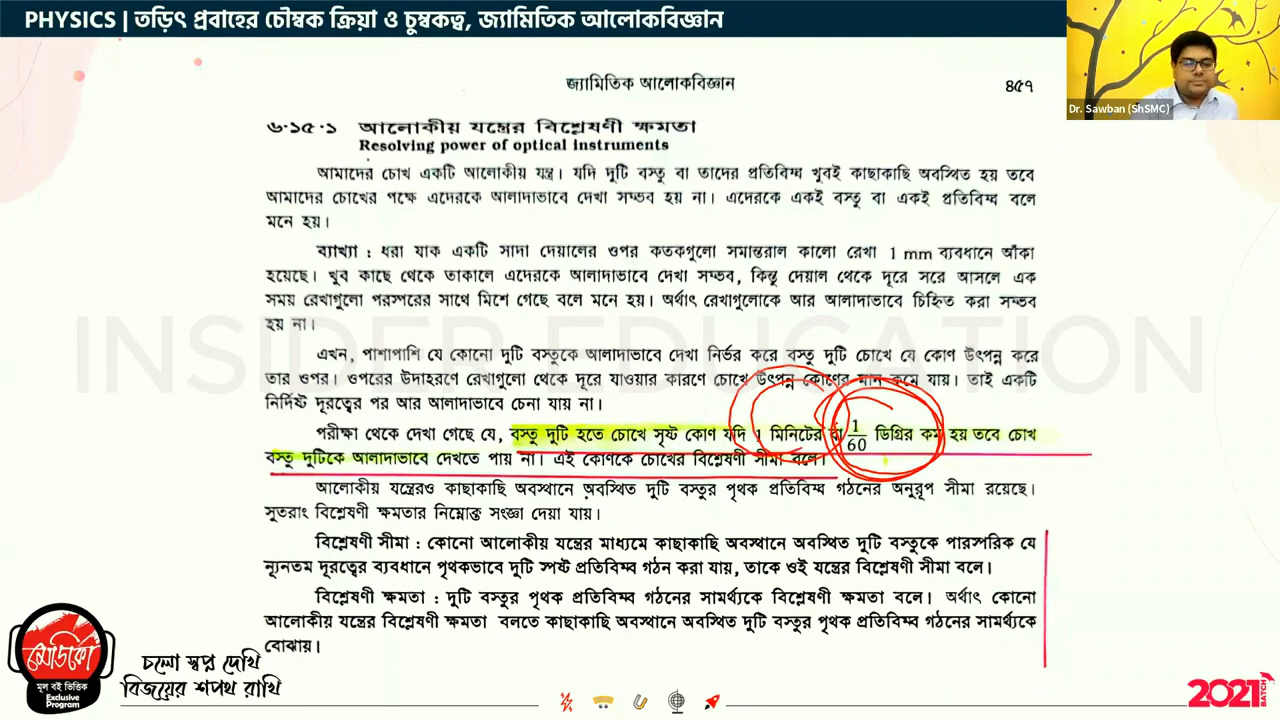 PHYSICS | তড়িৎ প্রবাহের চৌম্বক ক্রিয়া ও চুম্বকত্ব, জ্যামিতিক আলোকবিজ্ঞান
Dr. Sawban (ShSMC)
জ্যামিতিক আলোকবিজ্ঞান ৪৫৭
৬·১৫·১ আলোকীয় যন্ত্রের বিশ্লেষণী ক্ষমতা
Resolving power of optical instruments
আমাদের চোখ একটি আলোকীয় যন্ত্র। যদি দুটি বস্তু বা তাদের প্রতিবিম্ব খুবই কাছাকাছি অবস্থিত হয় তবে
আমাদের চোখের পক্ষে এদেরকে আলাদাভাবে দেখা সম্ভব হয় না। এদেরকে একই বস্তু বা একই প্রতিবিম্ব বলে
মনে হয়।
ব্যাখ্যা : ধরা যাক একটি সাদা দেয়ালের ওপর কতকগুলো সমান্তরাল কালো রেখা 1 mm ব্যবধানে আঁকা
হয়েছে। খুব কাছে থেকে তাকালে এদেরকে আলাদাভাবে দেখা সম্ভব, কিন্তু দেয়াল থেকে দূরে সরে আসলে এক
সময় রেখাগুলো পরস্পরের সাথে মিশে গেছে বলে মনে হয়। অর্থাৎ রেখাগুলোকে আর আলাদাভাবে চিহ্নিত করা সম্ভব
হয় না।
INSIDER EDUCATION
এখন, পাশাপাশি যে কোনো দুটি বস্তুকে আলাদাভাবে দেখা নির্ভর করে বস্তু দুটি চোখে যে কোণ উৎপন্ন করে
তার ওপর। ওপরের উদাহরণে রেখাগুলো থেকে দূরে যাওয়ার কারণে চোখে উৎপন্ন কোণের মান কমে যায়। তাই একটি
নির্দিষ্ট দূরত্বের পর আর আলাদাভাবে চেনা যায় না।
পরীক্ষা থেকে দেখা গেছে যে, বস্তু দুটি হতে চোখে সৃষ্ট কোণ যদি 1 মিনিটের বা 1/60 ডিগ্রির কম হয় তবে চোখ
বস্তু দুটিকে আলাদাভাবে দেখতে পায় না। এই কোণকে চোখের বিশ্লেষণী সীমা বলে।
আলোকীয় যন্ত্রেরও কাছাকাছি অবস্থানে অবস্থিত দুটি বস্তুর পৃথক প্রতিবিম্ব গঠনের অনুরূপ সীমা রয়েছে।
সুতরাং বিশ্লেষণী ক্ষমতার নিম্নোক্ত সংজ্ঞা দেয়া যায়।
বিশ্লেষণী সীমা : কোনো আলোকীয় যন্ত্রের মাধ্যমে কাছাকাছি অবস্থানে অবস্থিত দুটি বস্তুকে পারস্পরিক যে
ন্যূনতম দূরত্বের ব্যবধানে পৃথকভাবে দুটি স্পষ্ট প্রতিবিম্ব গঠন করা যায়, তাকে ওই যন্ত্রের বিশ্লেষণী সীমা বলে।
বিশ্লেষণী ক্ষমতা : দুটি বস্তুর পৃথক প্রতিবিম্ব গঠনের সামর্থ্যকে বিশ্লেষণী ক্ষমতা বলে। অর্থাৎ কোনো
আলোকীয় যন্ত্রের বিশ্লেষণী ক্ষমতা বলতে কাছাকাছি অবস্থানে অবস্থিত দুটি বস্তুর পৃথক প্রতিবিম্ব গঠনের সামর্থ্যকে
বোঝায়।
মেডিকো
মূল বই ভিত্তিক
Exclusive
Program
চলো স্বপ্ন দেখি
বিজয়ের শপথ রাখি
2021 BATCH